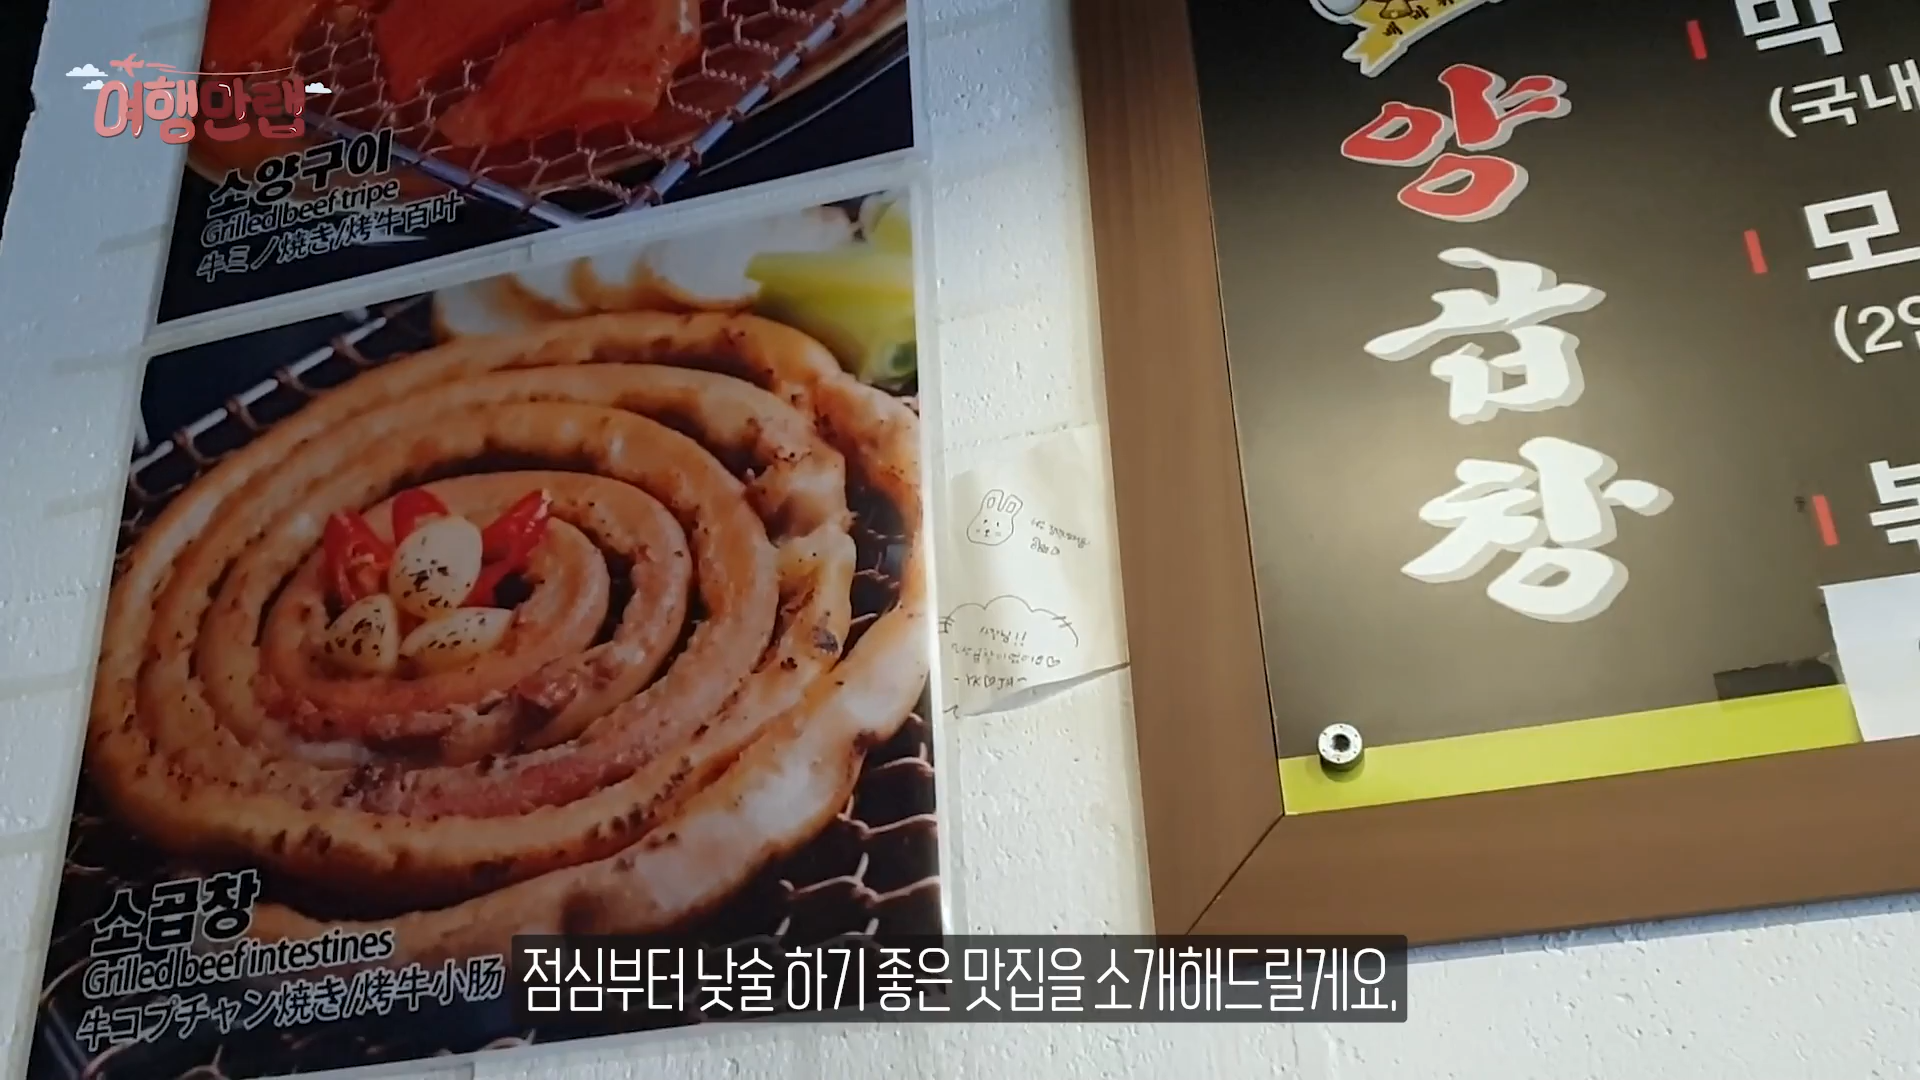 여행만랩
소양구이
Grilled beef tripe
牛ミノ焼き/烤牛百叶
소곱창
Grilled beef intestines
牛コプチャン焼き/烤牛小肠
양곱창
막
(국내
모
(2인
점심부터 낮술 하기 좋은 맛집을 소개해드릴게요.